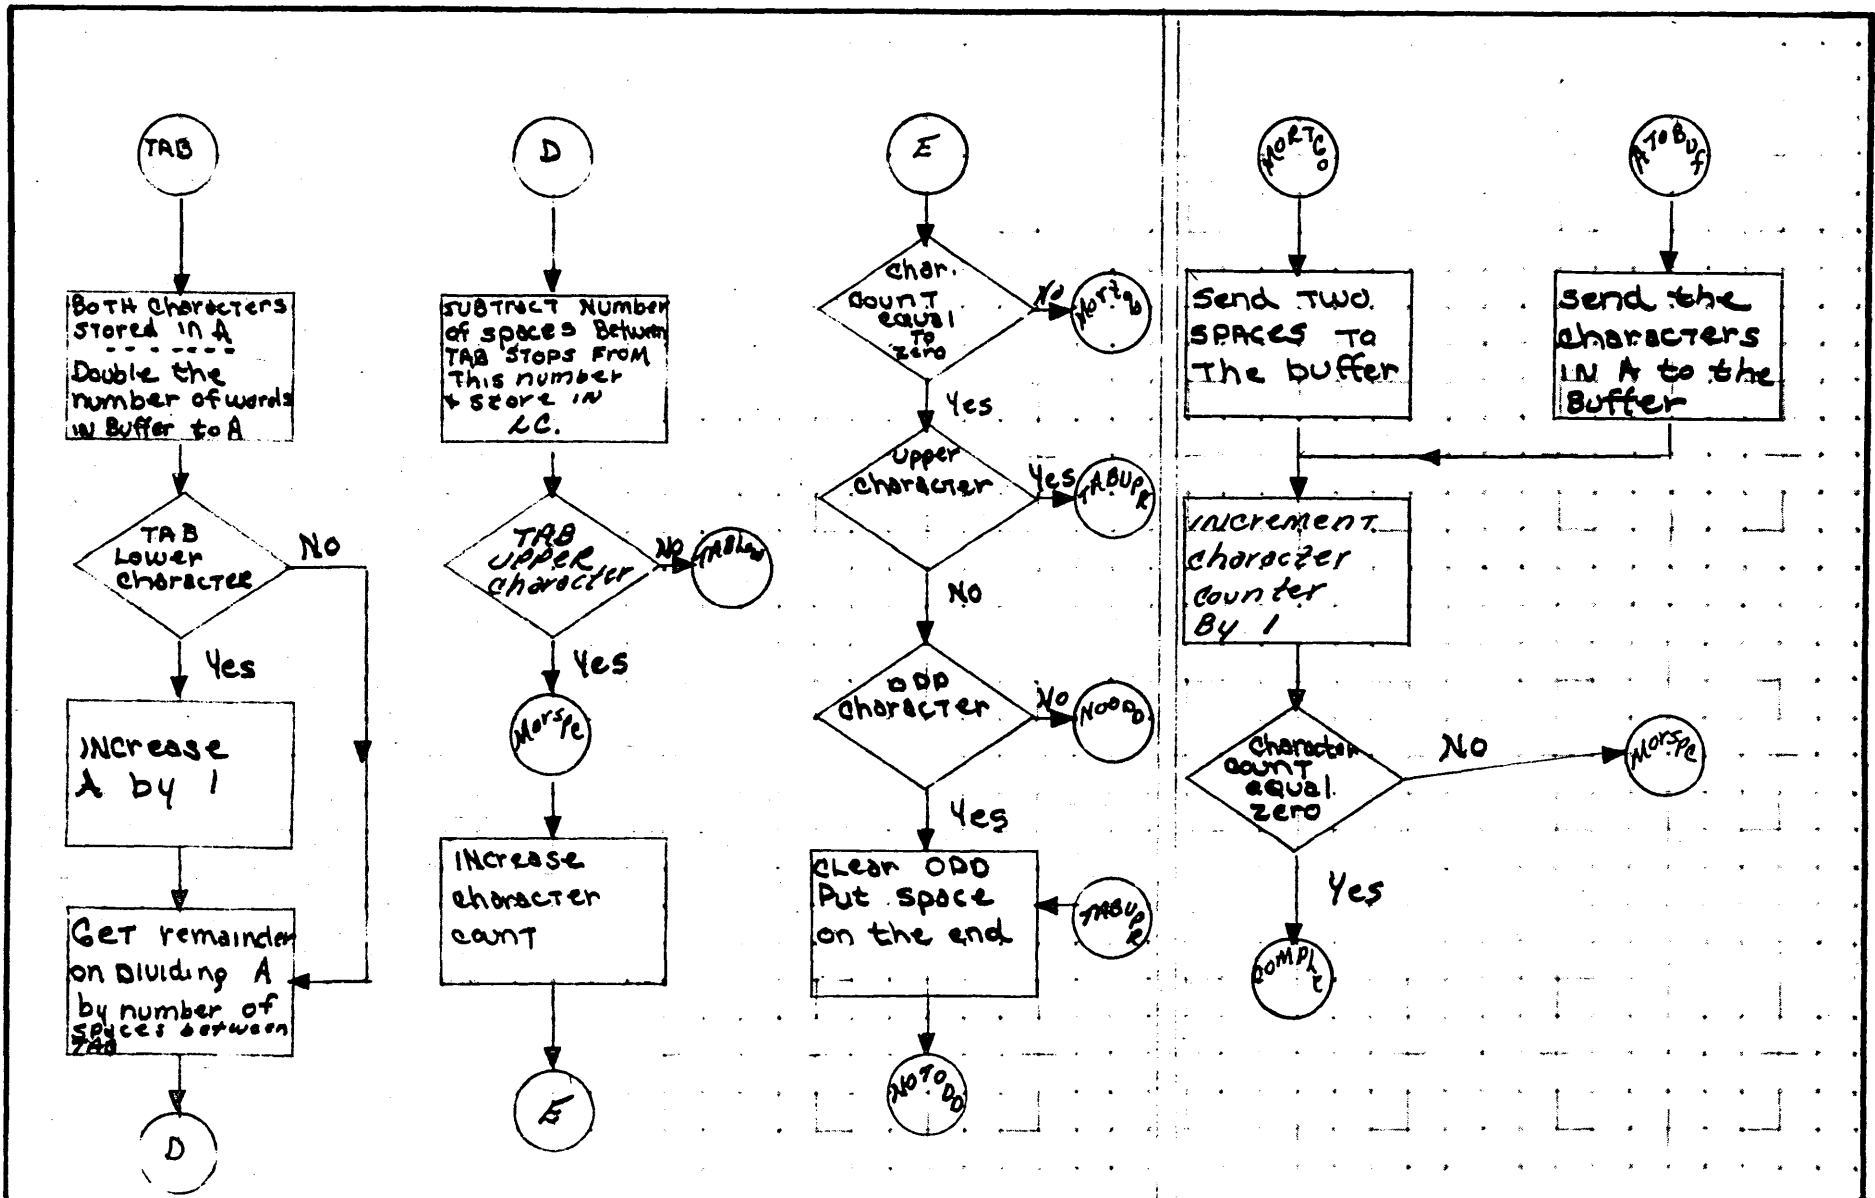 TAB
BOTH Characters
Stored IN A
Double the
number of words
IN Buffer to A
TAB
Lower
Character
No
Yes
INcrease
A by 1
GET remainder
on Dividing A
by number of
spaces between
TAB
D
D
SUBTRACT Number
of spaces Between
TAB STOPS FROM
This number
+ Store IN
LC.
TAB
UPPER
Character
No
TABLOW
Yes
Morspc
INcrease
character
count
E
E
Char.
count
equal
To
zero
No
Mortgo
Yes
Upper
character
Yes
TABUPR
No
ODD
character
No
NOODD
Yes
CLear ODD
Put space
on the end
TABUPR
NOTODD
MORTGO
ATOBUf
Send TWO
SPACES To
The buffer
Send the
characters
IN A to the
Buffer
INCREMENT
character
counter
By 1
Character
count
equal
zero
No
Morspc
Yes
COMPLT